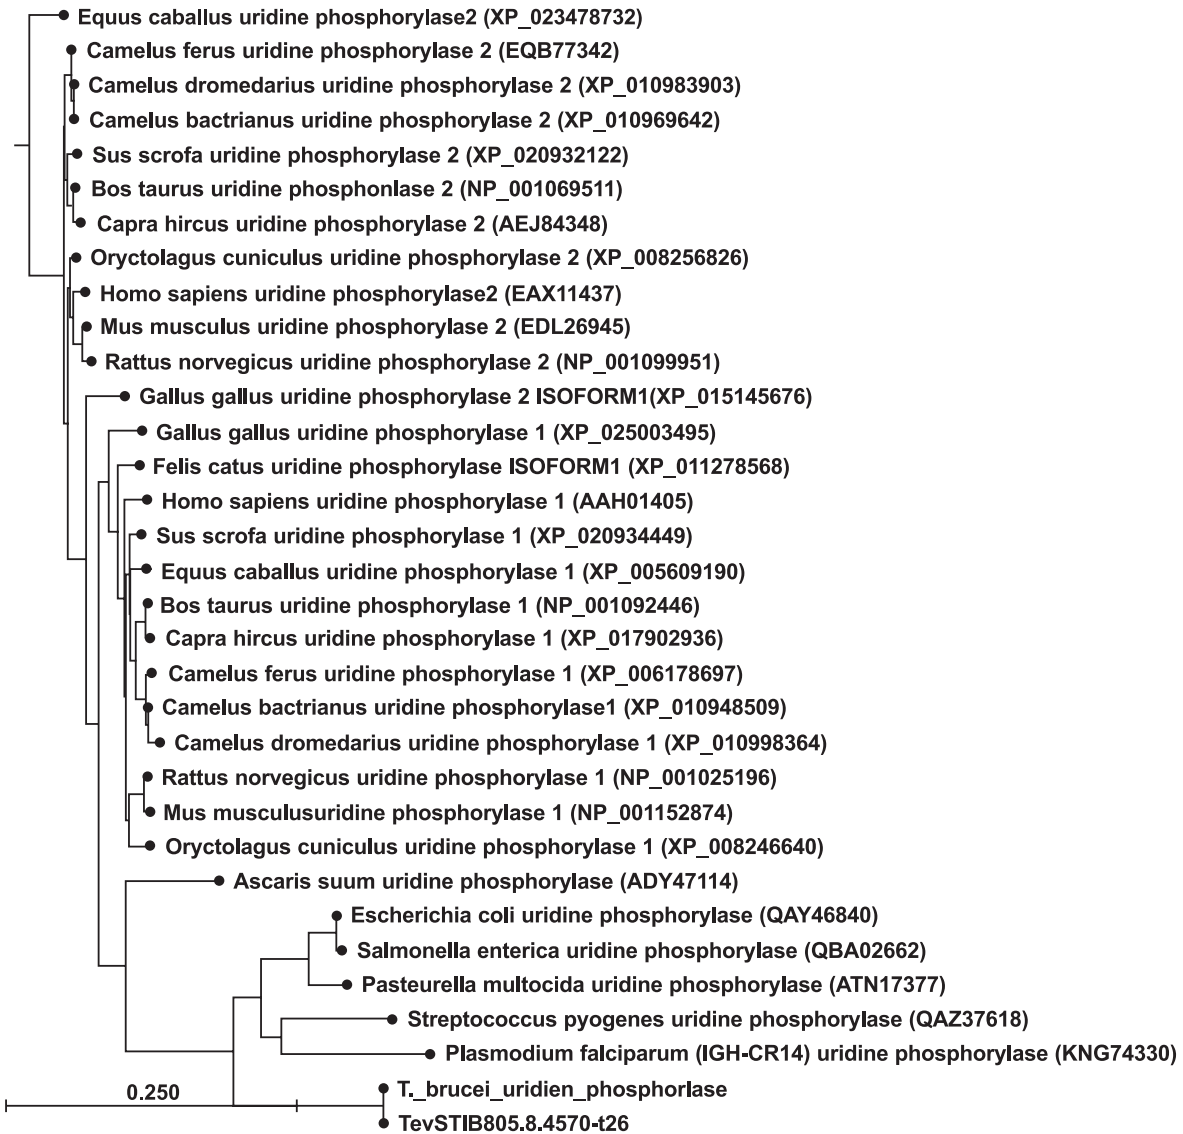 Equus caballus uridine phosphorylase2 (XP_023478732)
Camelus ferus uridine phosphorylase 2 (EQB77342)
Camelus dromedarius uridine phosphorylase 2 (XP_010983903)
Camelus bactrianus uridine phosphorylase 2 (XP_010969642)
Sus scrofa uridine phosphorylase 2 (XP_020932122)
Bos taurus uridine phosphonlase 2 (NP_001069511)
Capra hircus uridine phosphorylase 2 (AEJ84348)
Oryctolagus cuniculus uridine phosphorylase 2 (XP_008256826)
Homo sapiens uridine phosphorylase2 (EAX11437)
Mus musculus uridine phosphorylase 2 (EDL26945)
Rattus norvegicus uridine phosphorylase 2 (NP_001099951)
Gallus gallus uridine phosphorylase 2 ISOFORM1(XP_015145676)
Gallus gallus uridine phosphorylase 1 (XP_025003495)
Felis catus uridine phosphorylase ISOFORM1 (XP_011278568)
Homo sapiens uridine phosphorylase 1 (AAH01405)
Sus scrofa uridine phosphorylase 1 (XP_020934449)
Equus caballus uridine phosphorylase 1 (XP_005609190)
Bos taurus uridine phosphorylase 1 (NP_001092446)
Capra hircus uridine phosphorylase 1 (XP_017902936)
Camelus ferus uridine phosphorylase 1 (XP_006178697)
Camelus bactrianus uridine phosphorylase1 (XP_010948509)
Camelus dromedarius uridine phosphorylase 1 (XP_010998364)
Rattus norvegicus uridine phosphorylase 1 (NP_001025196)
Mus musculusuridine phosphorylase 1 (NP_001152874)
Oryctolagus cuniculus uridine phosphorylase 1 (XP_008246640)
Ascaris suum uridine phosphorylase (ADY47114)
Escherichia coli uridine phosphorylase (QAY46840)
Salmonella enterica uridine phosphorylase (QBA02662)
Pasteurella multocida uridine phosphorylase (ATN17377)
Streptococcus pyogenes uridine phosphorylase (QAZ37618)
Plasmodium falciparum (IGH-CR14) uridine phosphorylase (KNG74330)
0.250
T._brucei_uridien_phosphorlase
TevSTIB805.8.4570-t26